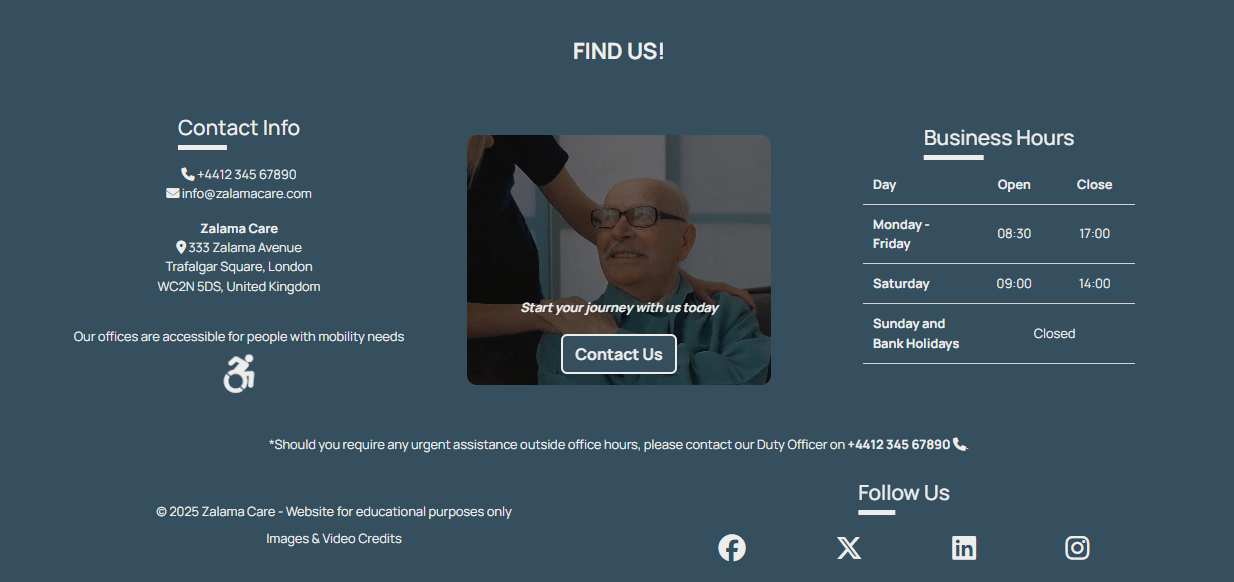 FIND US!
Contact Info
+4412 345 67890
info@zalamacare.com
Zalama Care
333 Zalama Avenue
Trafalgar Square, London
WC2N 5DS, United Kingdom
Our offices are accessible for people with mobility needs
Start your journey with us today
Contact Us
Business Hours
Day Open Close
Monday -
Friday 08:30 17:00
Saturday 09:00 14:00
Sunday and
Bank Holidays Closed
*Should you require any urgent assistance outside office hours, please contact our Duty Officer on +4412 345 67890 .
© 2025 Zalama Care - Website for educational purposes only
Images & Video Credits
Follow Us